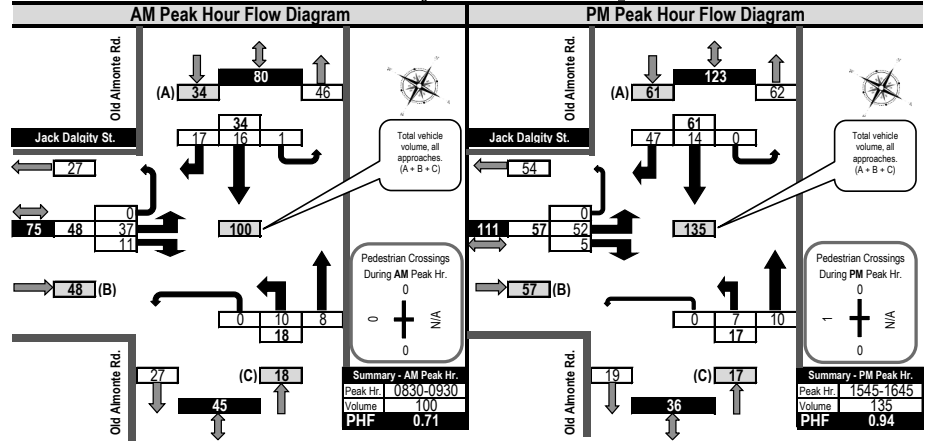 AM Peak Hour Flow Diagram
Old Almonte Rd.
80
(A) 34 46
34
17 16 1
Jack Dalgity St.
Total vehicle
volume, all
approaches.
(A + B + C)
27
0
75 48 37
11
100
48 (B)
Pedestrian Crossings
During AM Peak Hr.
0
0 N/A
0
0 10 8
18
Old Almonte Rd.
27 (C) 18
45
Summary - AM Peak Hr.
Peak Hr. 0830-0930
Volume 100
PHF 0.71
PM Peak Hour Flow Diagram
Old Almonte Rd.
123
(A) 61 62
61
47 14 0
Jack Dalgity St.
Total vehicle
volume, all
approaches.
(A + B + C)
54
0
111 57 52
5
135
57 (B)
Pedestrian Crossings
During PM Peak Hr.
0
1 N/A
0
0 7 10
17
Old Almonte Rd.
19 (C) 17
36
Summary - PM Peak Hr.
Peak Hr. 1545-1645
Volume 135
PHF 0.94